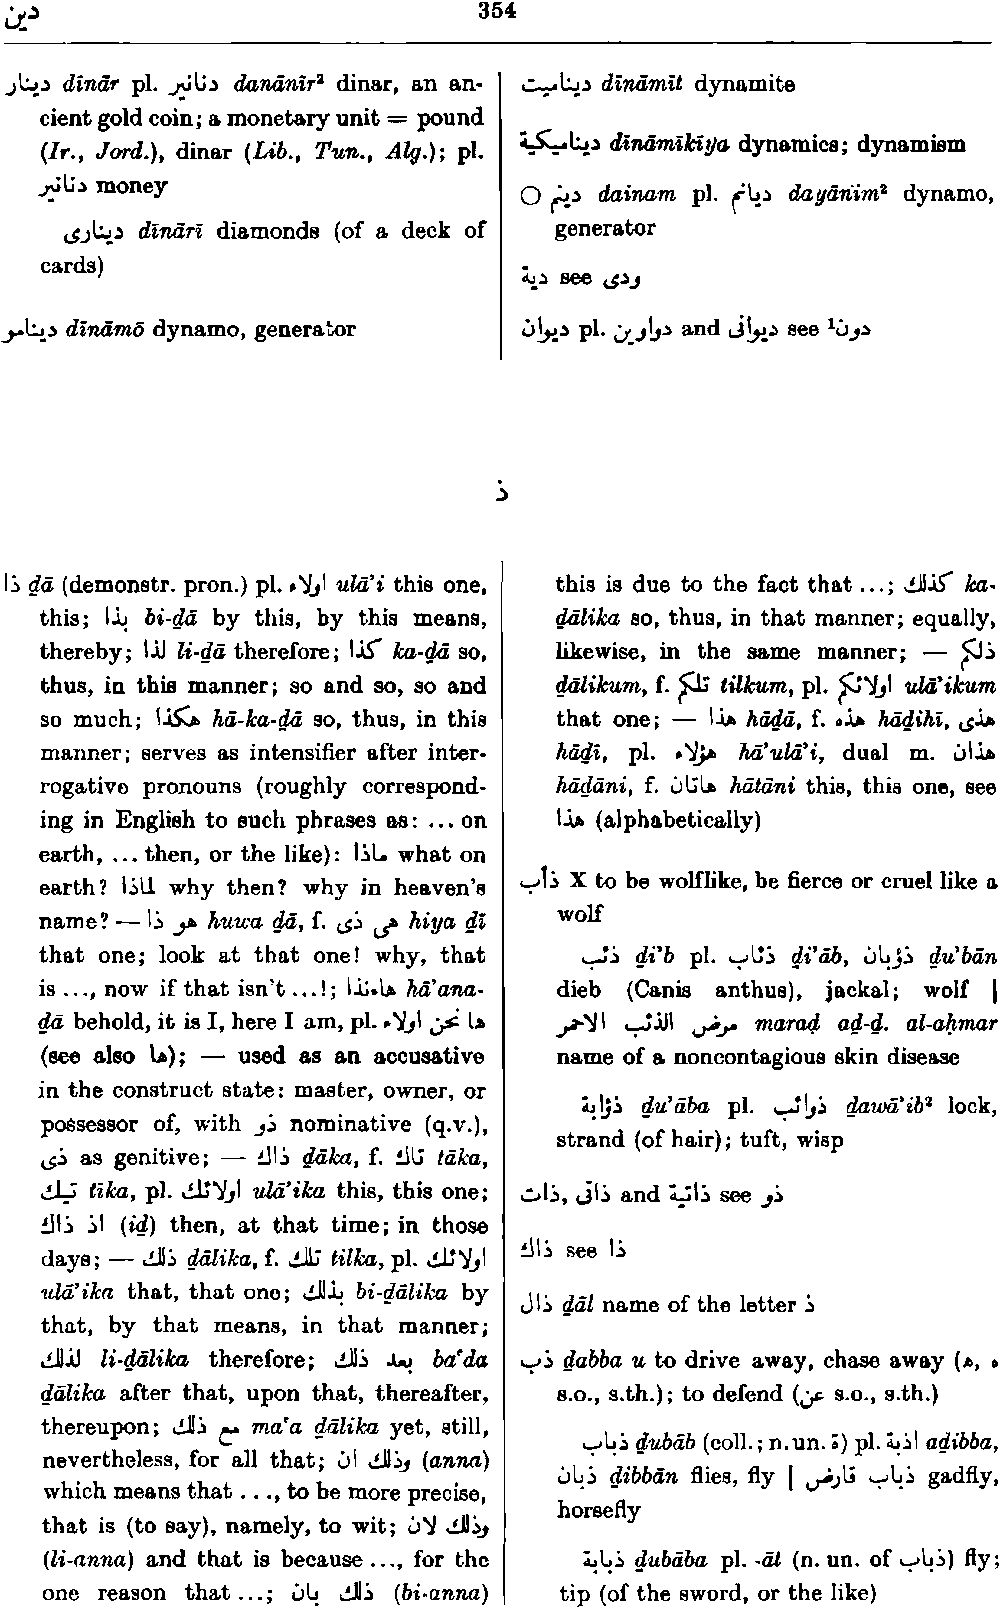 دين
354
دينار dīnār pl. دنانير danānīr² dinar, an an-
cient gold coin; a monetary unit = pound
(Ir., Jord.), dinar (Lib., Tun., Alg.); pl.
دنانير money
دينارى dīnārī diamonds (of a deck of
cards)
دينامو dīnāmō dynamo, generator
ديناميت dīnāmīt dynamite
ديناميكية dīnāmīkīya dynamics; dynamism
○ دينم dainam pl. ديانم dayānim² dynamo,
generator
دية see ودى
ديوان pl. دواوين and ديوانى see دون¹
ذ
ذا ḏā (demonstr. pron.) pl. اولاء ulā’i this one,
this; بذا bi-ḏā by this, by this means,
thereby; لذا li-ḏā therefore; كذا ka-ḏā so,
thus, in this manner; so and so, so and
so much; هكذا hā-ka-ḏā so, thus, in this
manner; serves as intensifier after inter-
rogative pronouns (roughly correspond-
ing in English to such phrases as: ... on
earth, ... then, or the like): ماذا what on
earth? لماذا why then? why in heaven’s
name? — هو ذا huwa ḏā, f. هى ذى hiya ḏī
that one; look at that one! why, that
is ..., now if that isn’t ...!; هاءنذا hā’ana-
ḏā behold, it is I, here I am, pl. ها نحن اولاء
(see also ها); — used as an accusative
in the construct state: master, owner, or
possessor of, with ذو nominative (q.v.),
ذى as genitive; — ذاك ḏāka, f. تاك tāka,
تيك tīka, pl. اولائك ulā’ika this, this one;
اذ ذاك (iḏ) then, at that time; in those
days; — ذلك ḏālika, f. تلك tilka, pl. اولائك
ulā’ika that, that one; بذلك bi-ḏālika by
that, by that means, in that manner;
لذلك li-ḏālika therefore; بعد ذلك ba‘da
ḏālika after that, upon that, thereafter,
thereupon; مع ذلك ma‘a ḏālika yet, still,
nevertheless, for all that; وذلك ان (anna)
which means that ..., to be more precise,
that is (to say), namely, to wit; وذلك لان
(li-anna) and that is because ..., for the
one reason that ...; ذلك بان (bi-anna)
this is due to the fact that ...; كذلك ka-
ḏālika so, thus, in that manner; equally,
likewise, in the same manner; — ذلكم
ḏālikum, f. تلكم tilkum, pl. اولائكم ulā’ikum
that one; — هذا hāḏā, f. هذه hāḏihī, هذى
hāḏī, pl. هؤلاء hā’ulā’i, dual m. هذان
hāḏāni, f. هاتان hātāni this, this one, see
هذا (alphabetically)
ذأب X to be wolflike, be fierce or cruel like a
wolf
ذئب ḏi’b pl. ذئاب ḏi’āb, ذؤبان ḏu’bān
dieb (Canis anthus), jackal; wolf |
مرض الذئب الاحمر maraḍ aḏ-ḏ. al-aḥmar
name of a noncontagious skin disease
ذؤابة ḏu’āba pl. ذوائب ḏawā’ib² lock,
strand (of hair); tuft, wisp
ذات, ذاتى and ذاتية see ذو
ذاك see ذا
ذال ḏāl name of the letter ذ
ذب ḏabba u to drive away, chase away (ه, ه
s.o., s.th.); to defend (عن s.o., s.th.)
ذباب ḏubāb (coll.; n. un. ة) pl. اذبة aḏibba,
ذبان ḏibbān flies, fly | ذباب قارض gadfly,
horsefly
ذبابة ḏubāba pl. -āt (n. un. of ذباب) fly;
tip (of the sword, or the like)